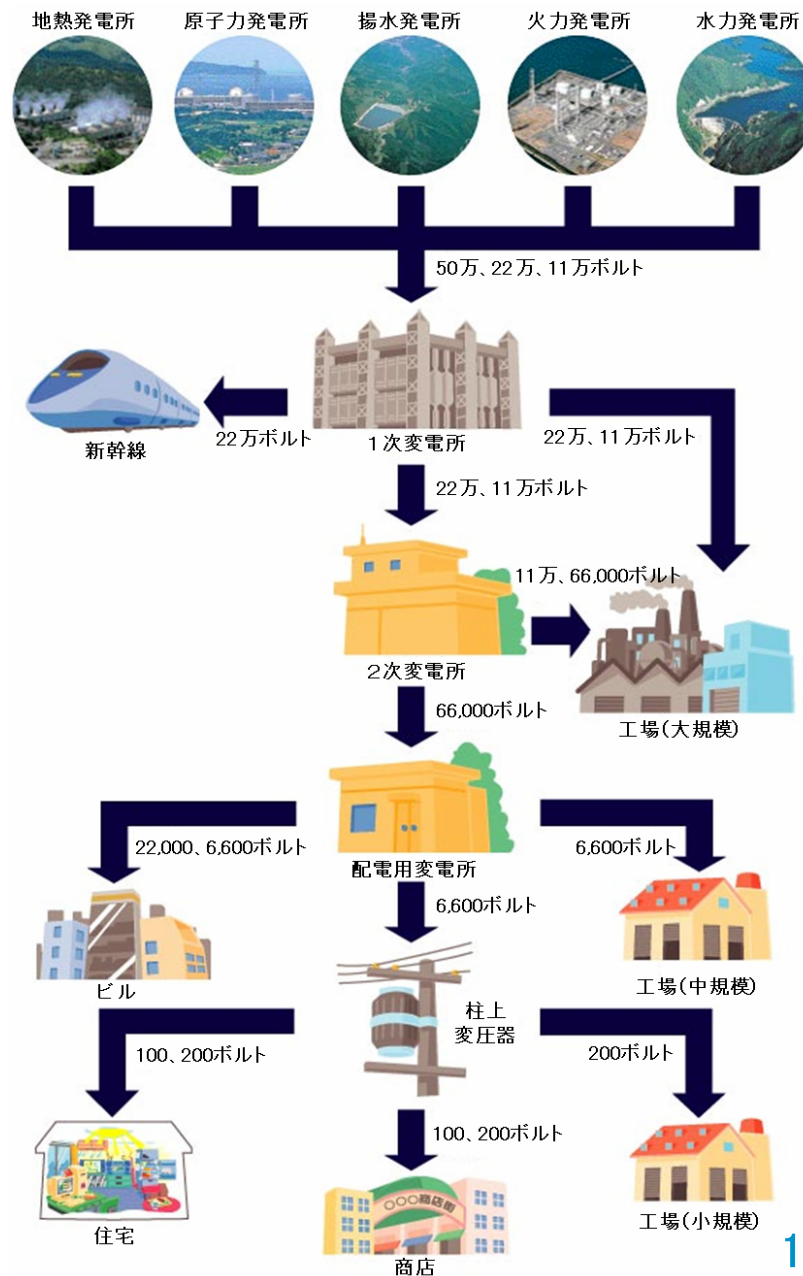 地熱発電所
原子力発電所
揚水発電所
火力発電所
水力発電所
50万、22万、11万ボルト
新幹線
22万ボルト
1次変電所
22万、11万ボルト
22万、11万ボルト
11万、66,000ボルト
2次変電所
工場(大規模)
66,000ボルト
22,000、6,600ボルト
配電用変電所
6,600ボルト
6,600ボルト
ビル
工場(中規模)
柱上
変圧器
100、200ボルト
200ボルト
100、200ボルト
〇〇〇商店街
住宅
工場(小規模)
商店
1